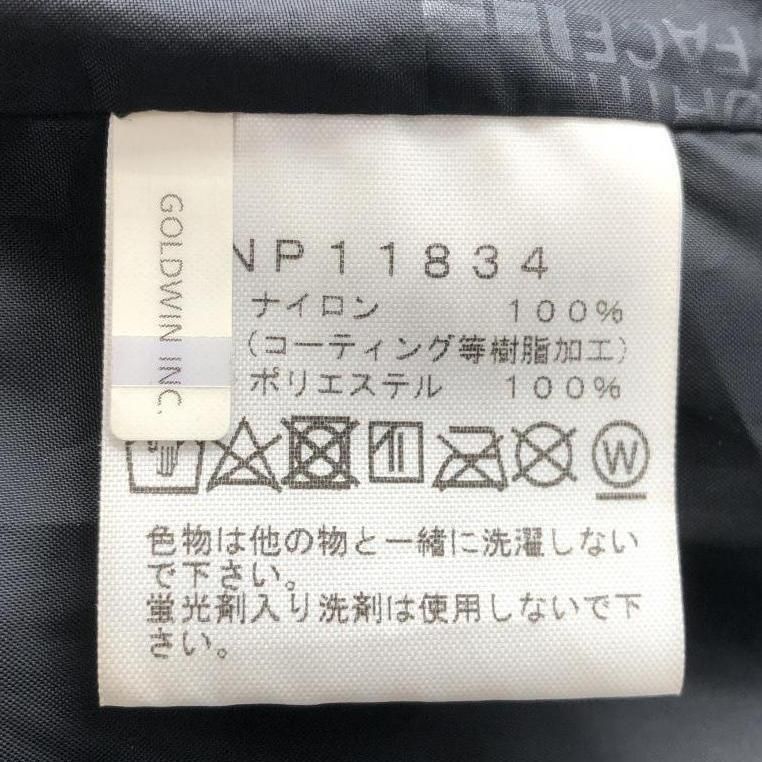 FACE
GOLDWIN INC.
NP11834
ナイロン 100%
(コーティング等樹脂加工)
ポリエステル 100%
W
色物は他の物と一緒に洗濯しない
で下さい。
蛍光剤入り洗剤は使用しないで下
さい。